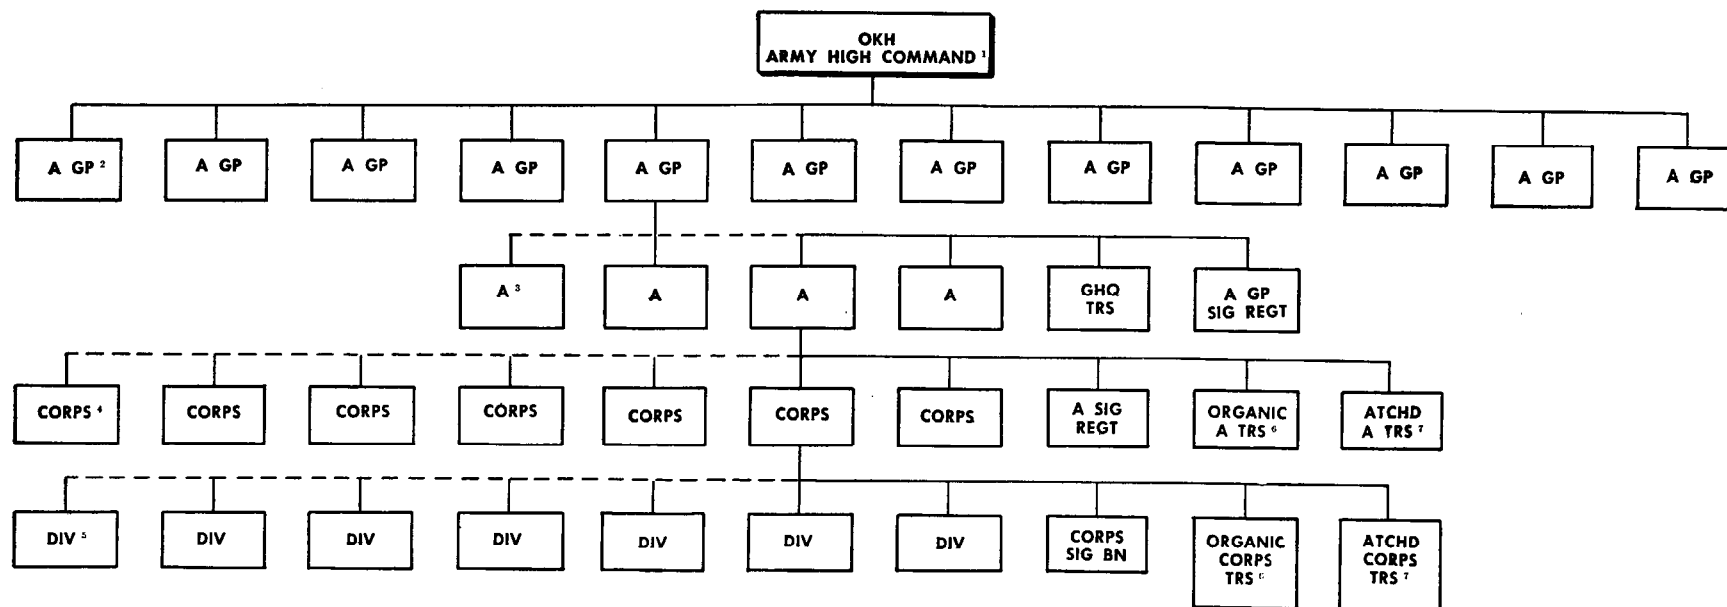 OKH
ARMY HIGH COMMAND ¹
A GP ²
A GP
A GP
A GP
A GP
A GP
A GP
A GP
A GP
A GP
A GP
A GP
A ³
A
A
A
GHQ
TRS
A GP
SIG REGT
CORPS ⁴
CORPS
CORPS
CORPS
CORPS
CORPS
CORPS
A SIG
REGT
ORGANIC
A TRS ⁶
ATCHD
A TRS ⁷
DIV ⁵
DIV
DIV
DIV
DIV
DIV
DIV
CORPS
SIG BN
ORGANIC
CORPS
TRS ⁶
ATCHD
CORPS
TRS ⁷